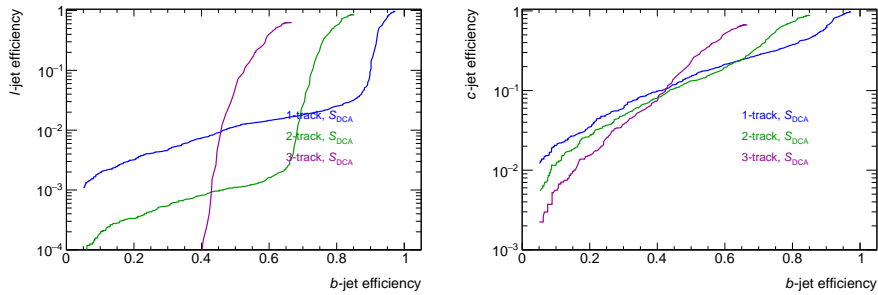 l-jet efficiency
1
10⁻¹
10⁻²
10⁻³
10⁻⁴
1-track, S_DCA
2-track, S_DCA
3-track, S_DCA
0 0.2 0.4 0.6 0.8 1
b-jet efficiency
c-jet efficiency
1
10⁻¹
10⁻²
10⁻³
1-track, S_DCA
2-track, S_DCA
3-track, S_DCA
0 0.2 0.4 0.6 0.8 1
b-jet efficiency